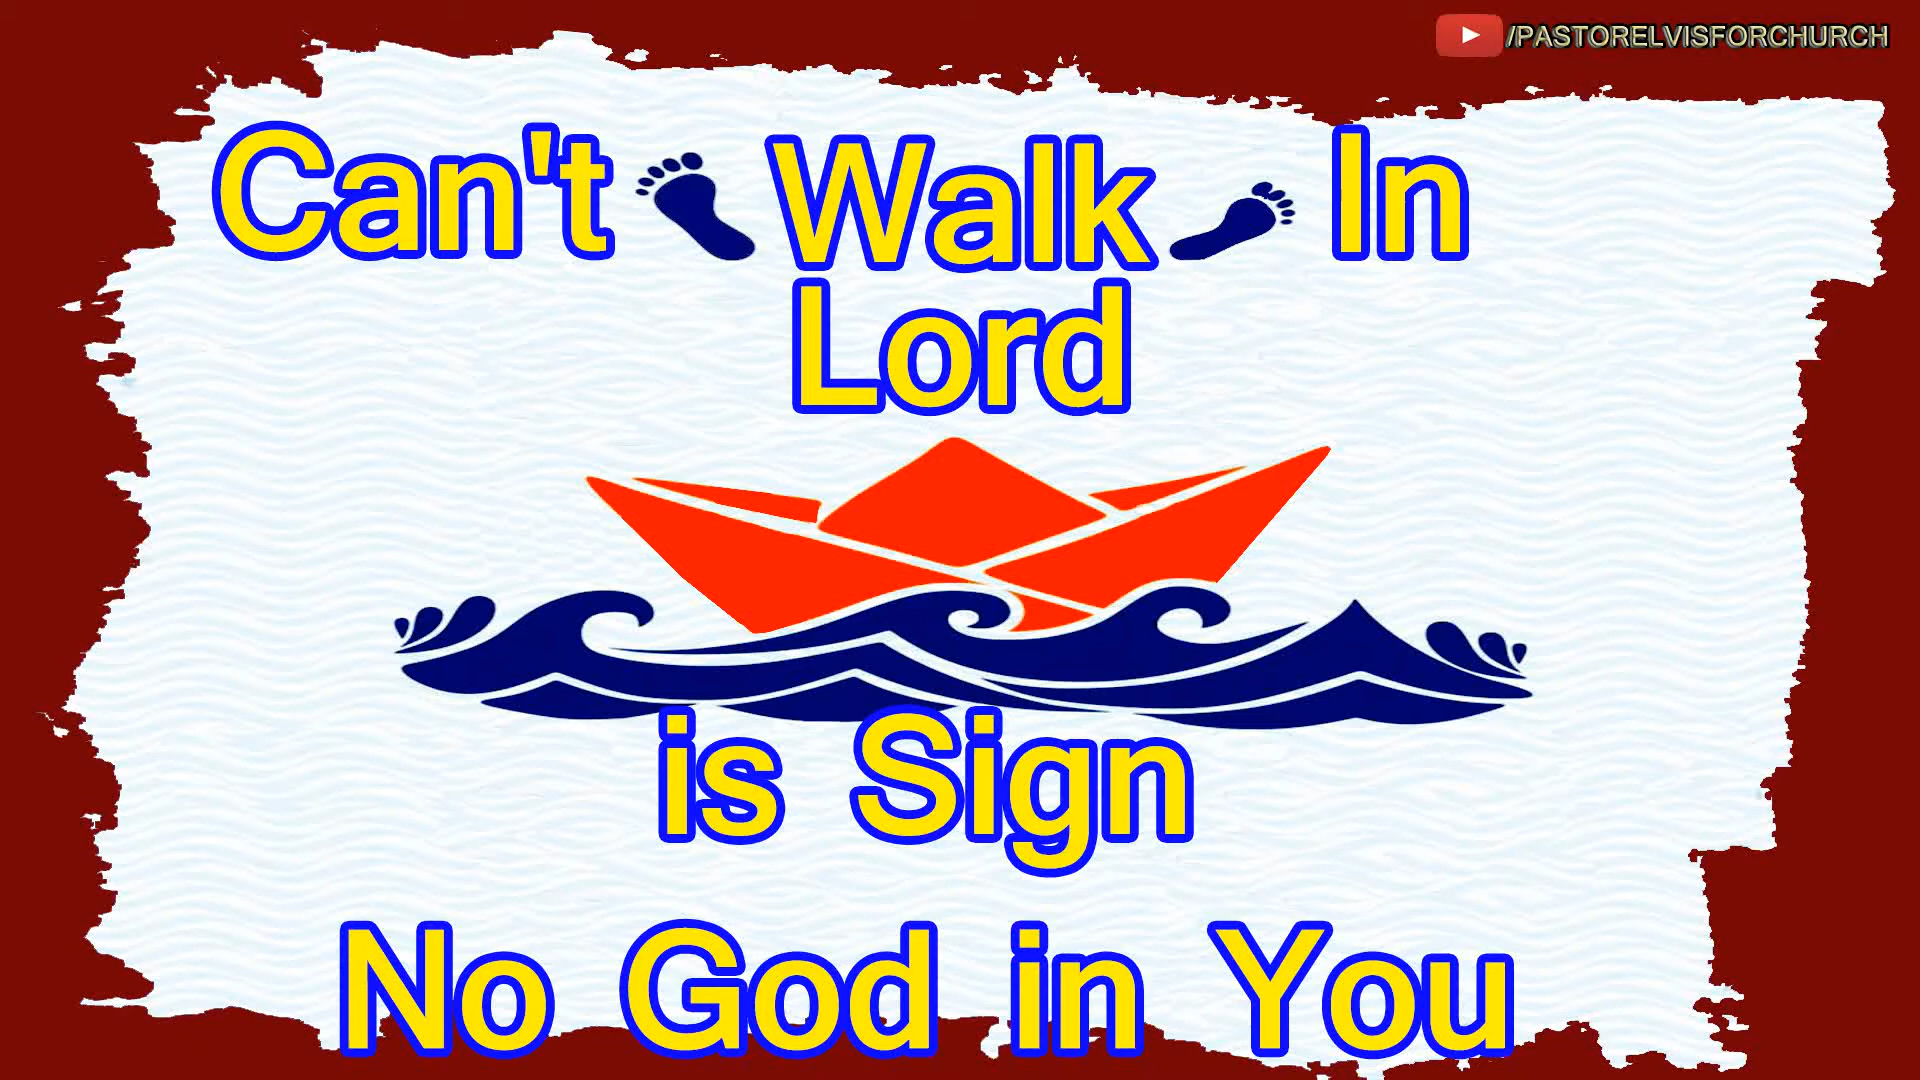 /PASTORELVISFORCHURCH
Can't Walk In
Lord
is Sign
No God in You